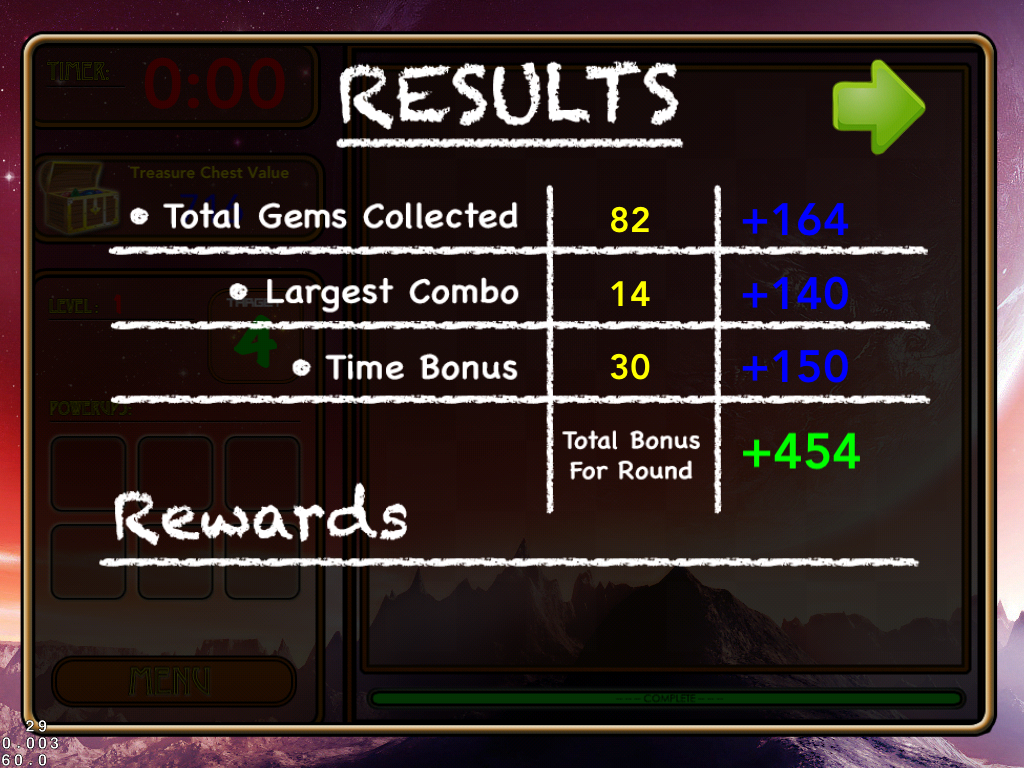 TIMER:
0:00
RESULTS
Treasure Chest Value
• Total Gems Collected 82 +164
• Largest Combo 14 +140
LEVEL: 1
TARGET
4
• Time Bonus 30 +150
POWERUPS:
Total Bonus
For Round
+454
Rewards
MENU
---- COMPLETE ----
29
0.003
60.0